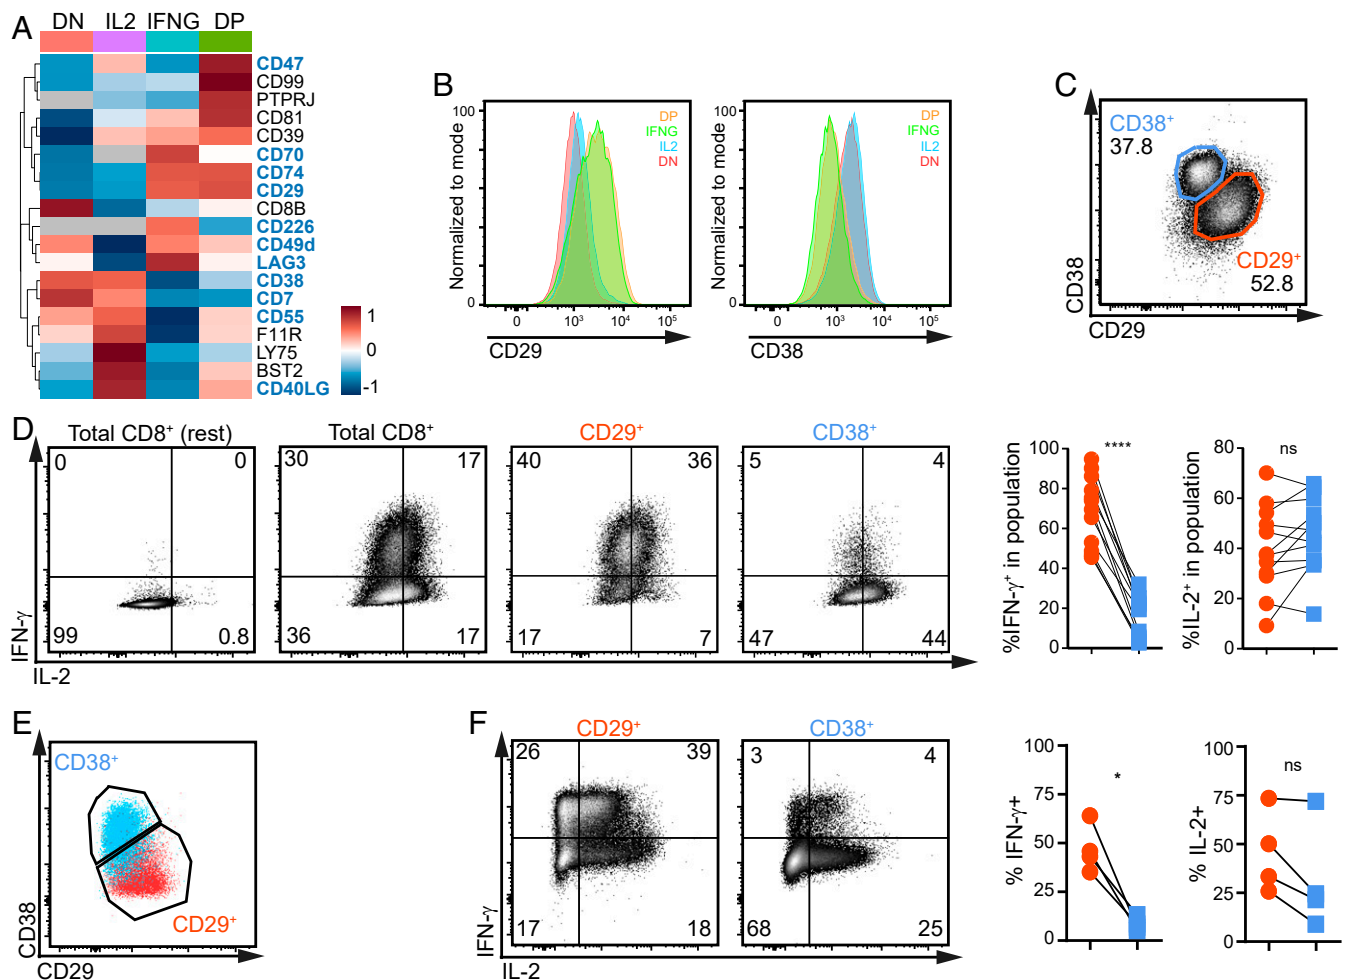 A
DN IL2 IFNG DP
CD47
CD99
PTPRJ
CD81
CD39
CD70
CD74
CD29
CD8B
CD226
CD49d
LAG3
CD38
CD7
CD55
F11R
LY75
BST2
CD40LG
1
0
-1
B
Normalized to mode
100
0
DP
IFNG
IL2
DN
0 10³ 10⁴ 10⁵
CD29
Normalized to mode
100
0
DP
IFNG
IL2
DN
0 10³ 10⁴ 10⁵
CD38
C
CD38⁺
37.8
CD29⁺
52.8
CD38
CD29
D
Total CD8⁺ (rest)
0 0
99 0.8
Total CD8⁺
30 17
36 17
CD29⁺
40 36
17 7
CD38⁺
5 4
47 44
IFN-γ
IL-2
%IFN-γ⁺ in population
100
80
60
40
20
0
****
%IL-2⁺ in population
80
60
40
20
0
ns
E
CD38⁺
CD29⁺
CD38
CD29
F
CD29⁺
26 39
17 18
CD38⁺
3 4
68 25
IFN-γ
IL-2
% IFN-γ+
100
75
50
25
0
*
% IL-2+
100
75
50
25
0
ns